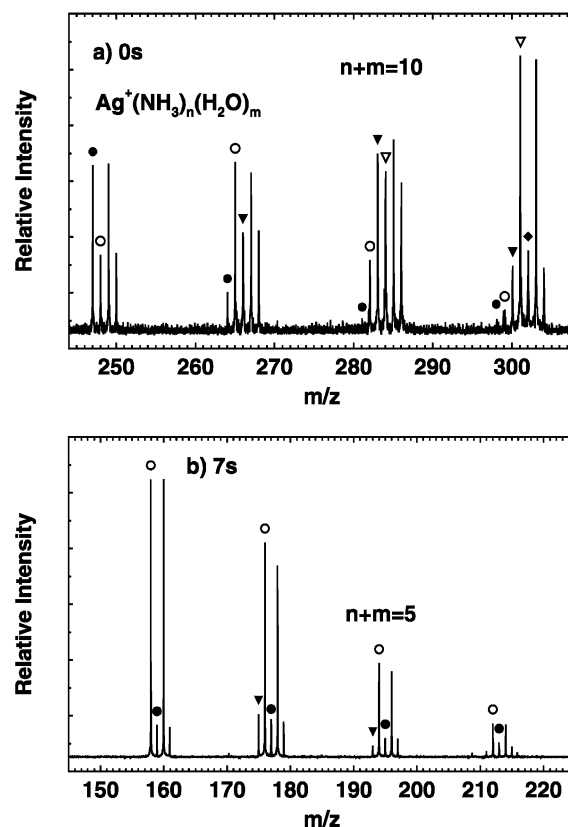 a) 0s
n+m=10
Ag⁺(NH₃)ₙ(H₂O)ₘ
Relative Intensity
250 260 270 280 290 300
m/z
b) 7s
n+m=5
Relative Intensity
150 160 170 180 190 200 210 220
m/z